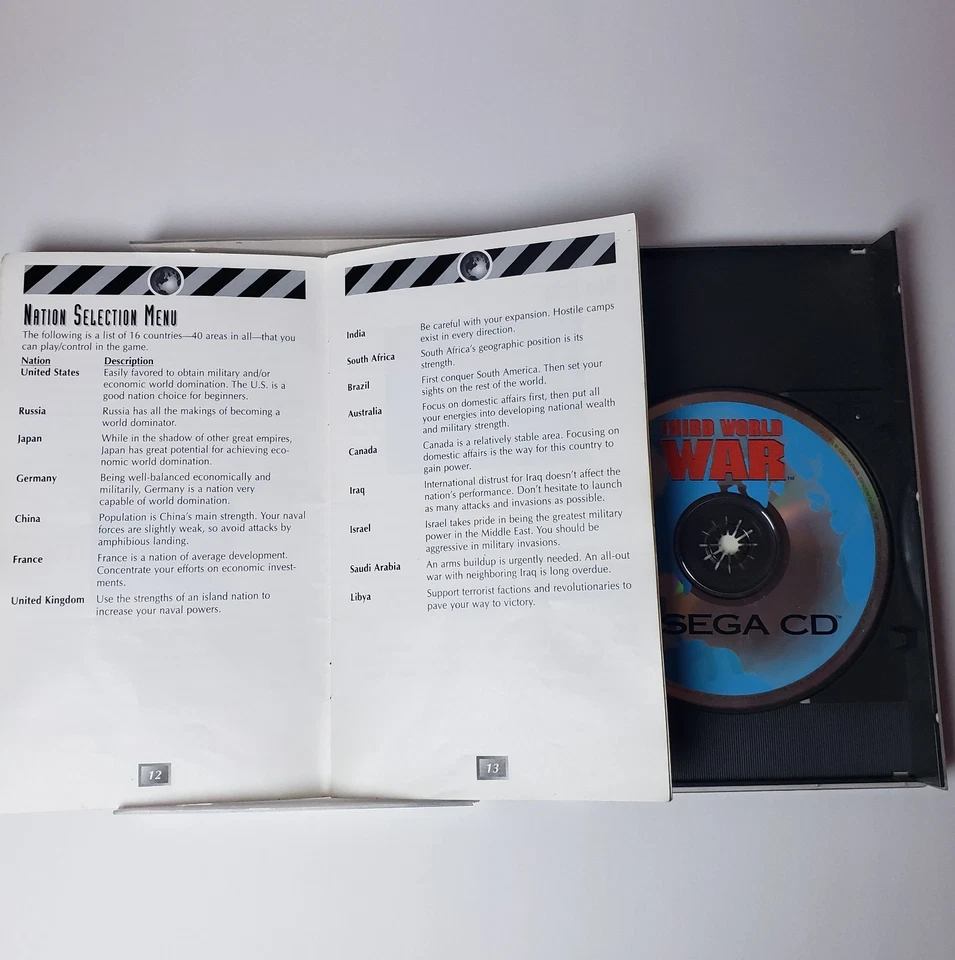 NATION SELECTION MENU
The following is a list of 16 countries—40 areas in all—that you
can play/control in the game.
Nation Description
United States Easily favored to obtain military and/or
economic world domination. The U.S. is a
good nation choice for beginners.
Russia Russia has all the makings of becoming a
world dominator.
Japan While in the shadow of other great empires,
Japan has great potential for achieving eco-
nomic world domination.
Germany Being well-balanced economically and
militarily, Germany is a nation very
capable of world domination.
China Population is China's main strength. Your naval
forces are slightly weak, so avoid attacks by
amphibious landing.
France France is a nation of average development.
Concentrate your efforts on economic invest-
ments.
United Kingdom Use the strengths of an island nation to
increase your naval powers.
12
India Be careful with your expansion. Hostile camps
exist in every direction.
South Africa South Africa's geographic position is its
strength.
Brazil First conquer South America. Then set your
sights on the rest of the world.
Australia Focus on domestic affairs first, then put all
your energies into developing national wealth
and military strength.
Canada Canada is a relatively stable area. Focusing on
domestic affairs is the way for this country to
gain power.
Iraq International distrust for Iraq doesn't affect the
nation's performance. Don't hesitate to launch
as many attacks and invasions as possible.
Israel Israel takes pride in being the greatest military
power in the Middle East. You should be
aggressive in military invasions.
Saudi Arabia An arms buildup is urgently needed. An all-out
war with neighboring Iraq is long overdue.
Libya Support terrorist factions and revolutionaries to
pave your way to victory.
13
THIRD WORLD
WAR™
SEGA CD™